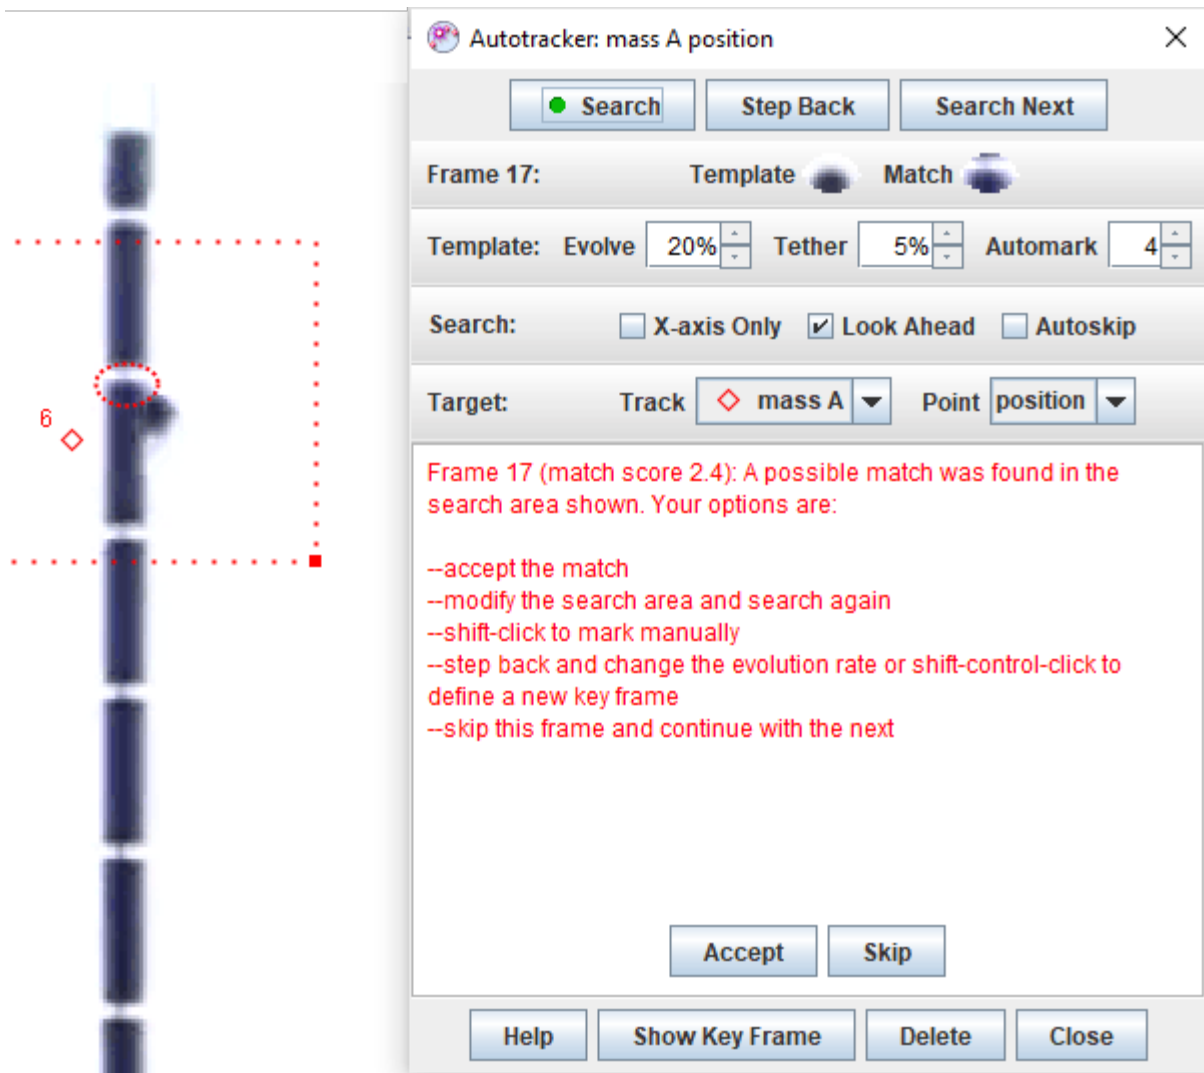 Autotracker: mass A position
Search Step Back Search Next
Frame 17: Template Match
Template: Evolve 20% Tether 5% Automark 4
Search: X-axis Only Look Ahead Autoskip
Target: Track mass A Point position
6
Frame 17 (match score 2.4): A possible match was found in the
search area shown. Your options are:
--accept the match
--modify the search area and search again
--shift-click to mark manually
--step back and change the evolution rate or shift-control-click to
define a new key frame
--skip this frame and continue with the next
Accept Skip
Help Show Key Frame Delete Close